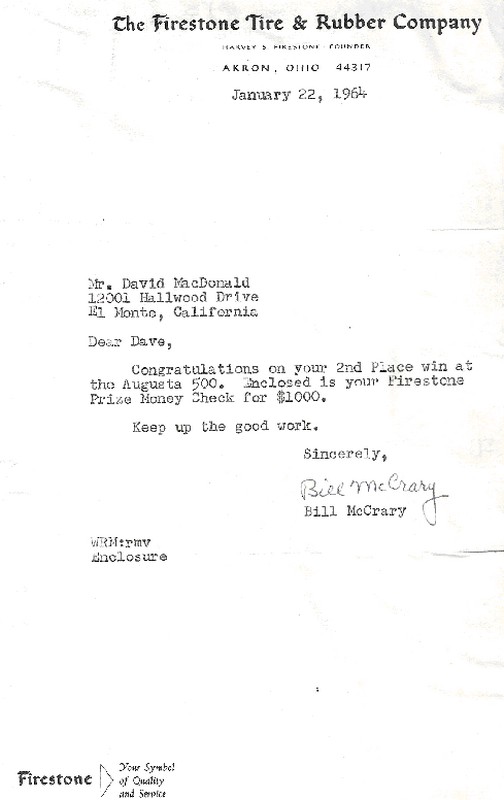 The Firestone Tire & Rubber Company
HARVEY S. FIRESTONE FOUNDER
AKRON, OHIO 44317
January 22, 1964
Mr. David MacDonald
12001 Hallwood Drive
El Monte, California
Dear Dave,
Congratulations on your 2nd Place win at
the Augusta 500. Enclosed is your Firestone
Prize Money Check for $1000.
Keep up the good work.
Sincerely,
Bill McCrary
Bill McCrary
WRM:rmv
Enclosure
Firestone
Your Symbol
of Quality
and Service